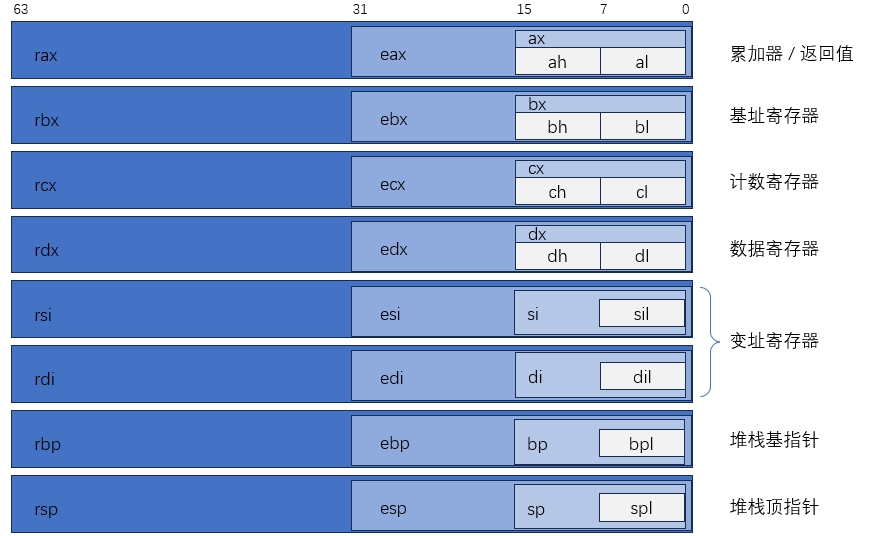 63 31 15 7 0
rax eax ax 累加器 / 返回值
ah al
rbx ebx bx 基址寄存器
bh bl
rcx ecx cx 计数寄存器
ch cl
rdx edx dx 数据寄存器
dh dl
rsi esi si sil
变址寄存器
rdi edi di dil
rbp ebp bp bpl 堆栈基指针
rsp esp sp spl 堆栈顶指针